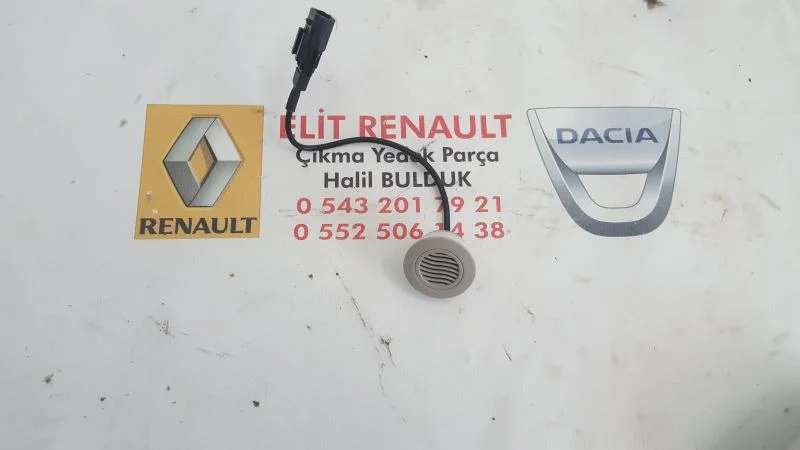 ELİT RENAULT
Çıkma Yedek Parça
Halil BULDUK
0 543 201 79 21
0 552 506 14 38
RENAULT
DACIA